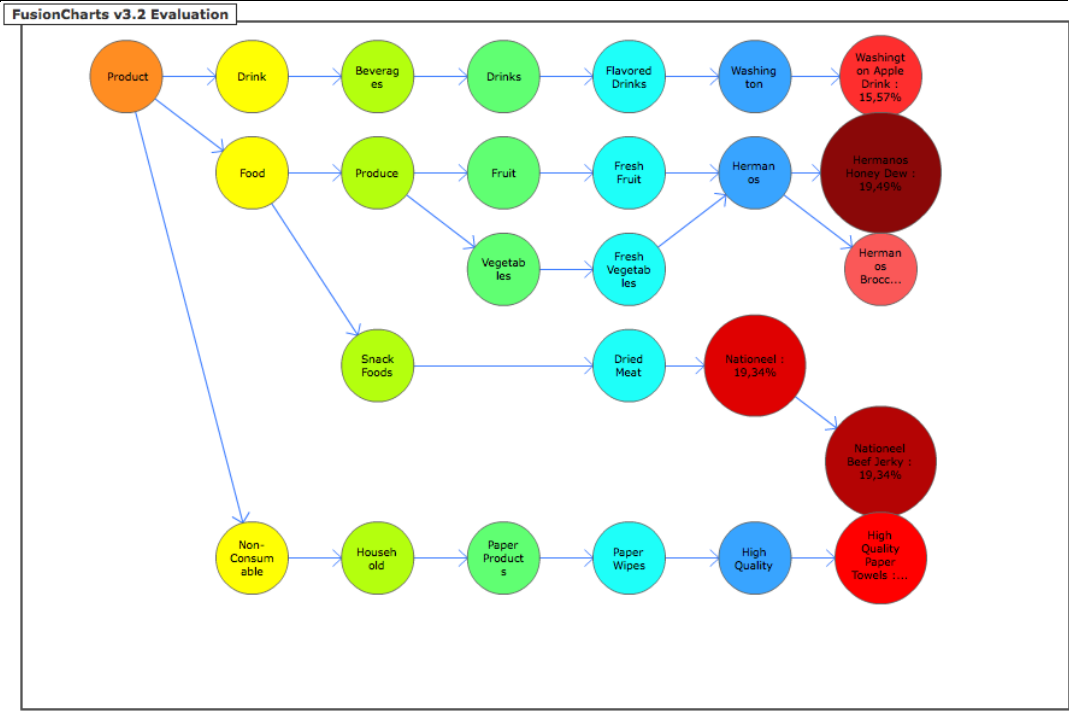 FusionCharts v3.2 Evaluation
Product
Drink
Beverag
es
Drinks
Flavored
Drinks
Washing
ton
Washingt
on Apple
Drink :
15,57%
Food
Produce
Fruit
Fresh
Fruit
Herman
os
Hermanos
Honey Dew :
19,49%
Vegetab
les
Fresh
Vegetab
les
Herman
os
Brocc...
Snack
Foods
Dried
Meat
Nationeel :
19,34%
Nationeel
Beef Jerky :
19,34%
Non-
Consum
able
Househ
old
Paper
Product
s
Paper
Wipes
High
Quality
High
Quality
Paper
Towels :...